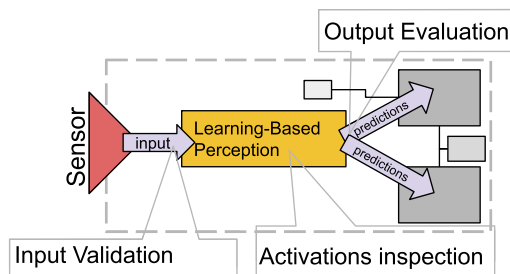 Output Evaluation
Sensor
input
Learning-Based
Perception
predictions
predictions
Input Validation
Activations inspection